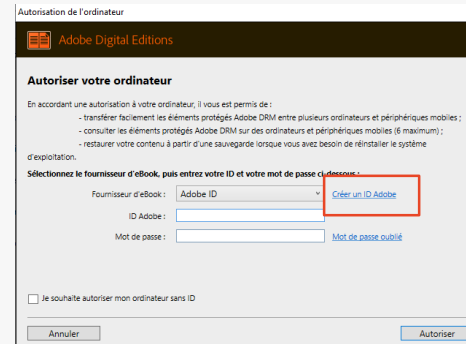 Autorisation de l'ordinateur
Adobe Digital Editions
Autoriser votre ordinateur
En accordant une autorisation à votre ordinateur, il vous est permis de :
- transférer facilement les éléments protégés Adobe DRM entre plusieurs ordinateurs et périphériques mobiles ;
- consulter les éléments protégés Adobe DRM sur des ordinateurs et périphériques mobiles (6 maximum) ;
- restaurer votre contenu à partir d'une sauvegarde lorsque vous avez besoin de réinstaller le système
d'exploitation.
Sélectionnez le fournisseur d'eBook, puis entrez votre ID et votre mot de passe ci-dessous :
Fournisseur d'eBook : Adobe ID Créer un ID Adobe
ID Adobe :
Mot de passe : Mot de passe oublié
Je souhaite autoriser mon ordinateur sans ID
Annuler Autoriser